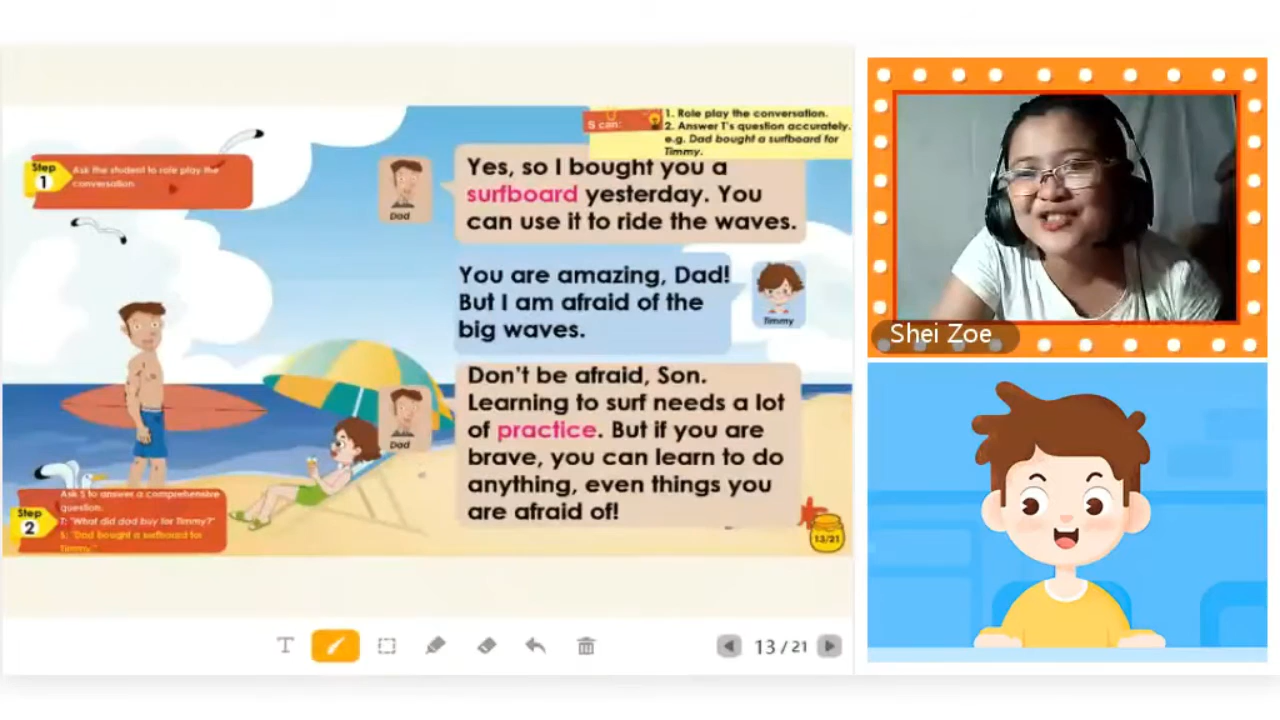 S can:
1. Role play the conversation.
2. Answer T's question accurately.
e.g. Dad bought a surfboard for
Timmy.
Step
1
Ask the student to role play the
conversation.
Dad
Yes, so I bought you a
surfboard yesterday. You
can use it to ride the waves.
You are amazing, Dad!
But I am afraid of the
big waves.
Timmy
Dad
Don't be afraid, Son.
Learning to surf needs a lot
of practice. But if you are
brave, you can learn to do
anything, even things you
are afraid of!
Step
2
Ask S to answer a comprehensive
question.
T: "What did dad buy for Timmy?"
S: "Dad bought a surfboard for
Timmy."
13/21
T
13 / 21
Shei Zoe